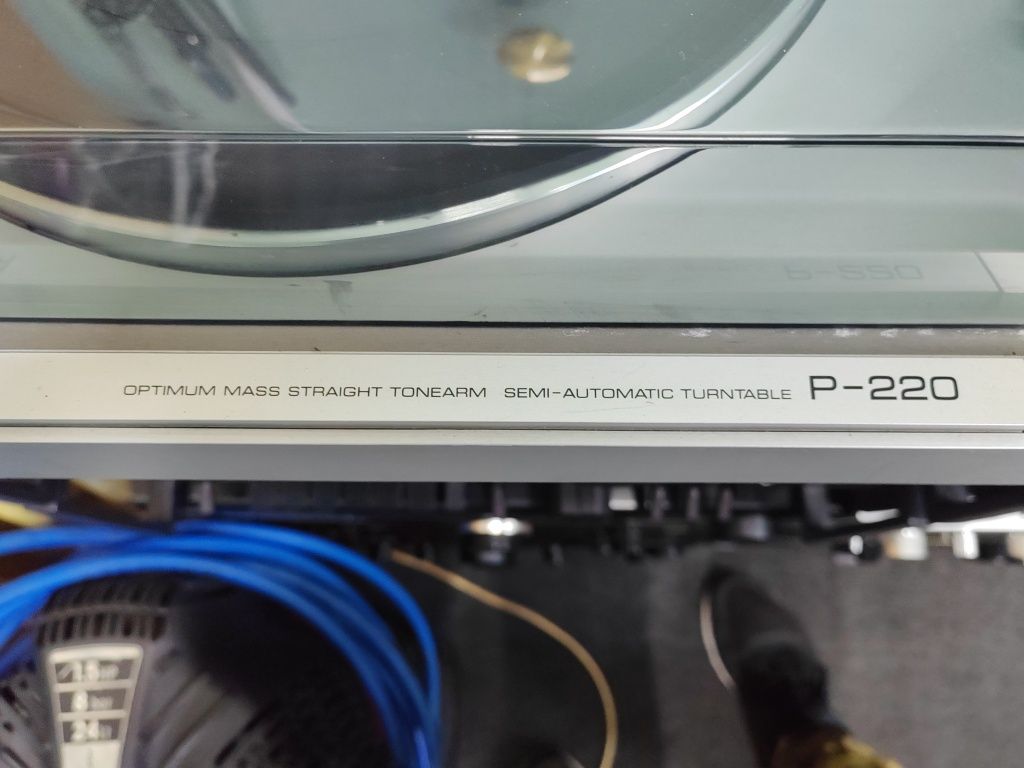 OPTIMUM MASS STRAIGHT TONEARM SEMI-AUTOMATIC TURNTABLE P-220